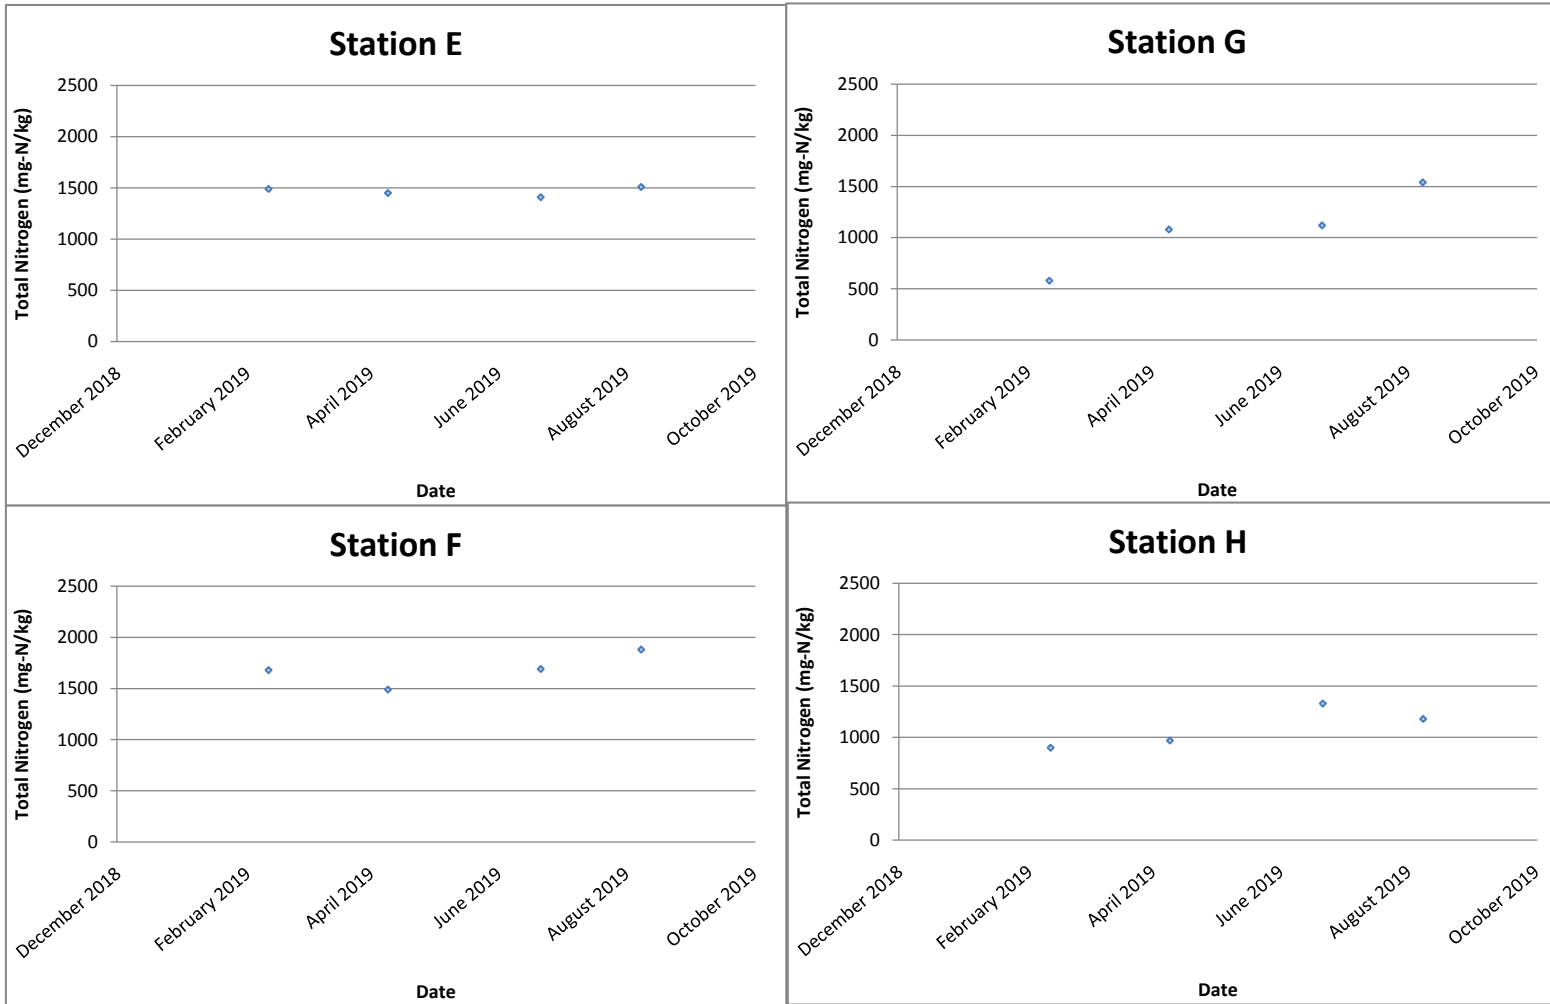 Station E
Total Nitrogen (mg-N/kg)
2500
2000
1500
1000
500
0
December 2018
February 2019
April 2019
June 2019
August 2019
October 2019
Date
Station G
Total Nitrogen (mg-N/kg)
2500
2000
1500
1000
500
0
December 2018
February 2019
April 2019
June 2019
August 2019
October 2019
Date
Station F
Total Nitrogen (mg-N/kg)
2500
2000
1500
1000
500
0
December 2018
February 2019
April 2019
June 2019
August 2019
October 2019
Date
Station H
Total Nitrogen (mg-N/kg)
2500
2000
1500
1000
500
0
December 2018
February 2019
April 2019
June 2019
August 2019
October 2019
Date